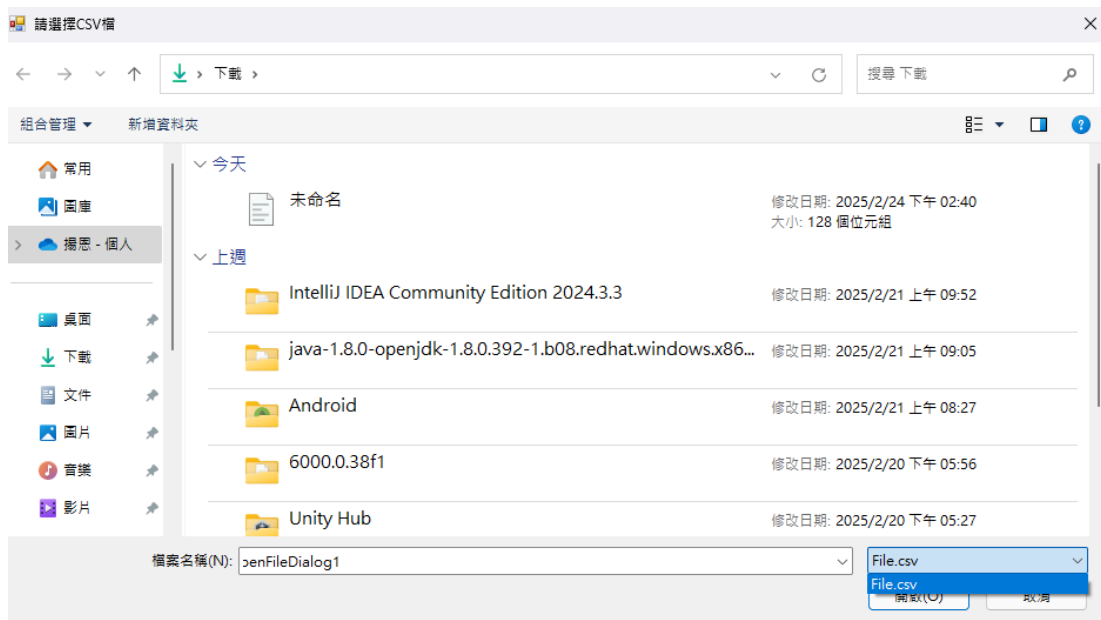 請選擇CSV檔
下載
搜尋 下載
組合管理
新增資料夾
常用
圖庫
揚恩 - 個人
桌面
下載
文件
圖片
音樂
影片
今天
未命名
修改日期: 2025/2/24 下午 02:40
大小: 128 個位元組
上週
IntelliJ IDEA Community Edition 2024.3.3
修改日期: 2025/2/21 上午 09:52
java-1.8.0-openjdk-1.8.0.392-1.b08.redhat.windows.x86...
修改日期: 2025/2/21 上午 09:05
Android
修改日期: 2025/2/21 上午 08:27
6000.0.38f1
修改日期: 2025/2/20 下午 05:56
Unity Hub
修改日期: 2025/2/20 下午 05:27
檔案名稱(N):
penFileDialog1
File.csv
File.csv
開啟(O)
取消